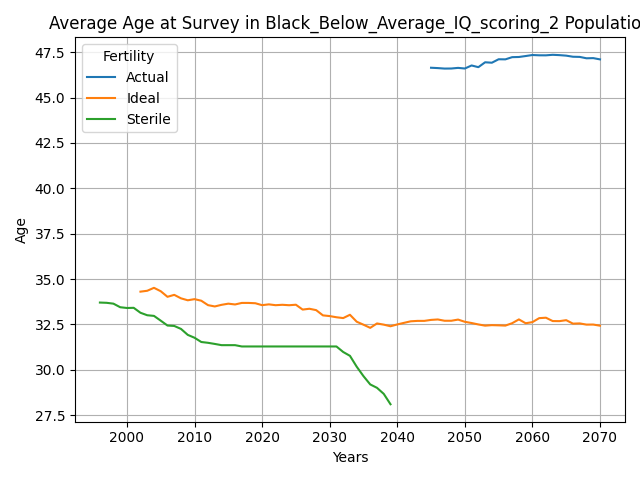 Average Age at Survey in Black_Below_Average_IQ_scoring_2 Populatio
Fertility
Actual
Ideal
Sterile
47.5
45.0
42.5
40.0
37.5
35.0
32.5
30.0
27.5
Age
2000 2010 2020 2030 2040 2050 2060 2070
Years